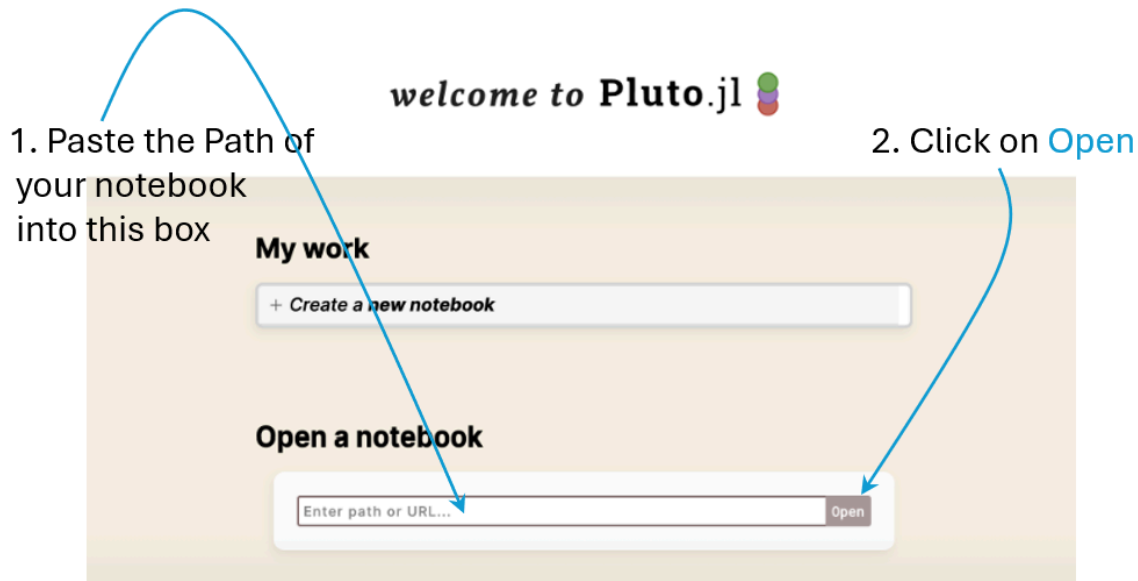 welcome to Pluto.jl
1. Paste the Path of
your notebook
into this box
2. Click on Open
My work
+ Create a new notebook
Open a notebook
Enter path or URL...
Open